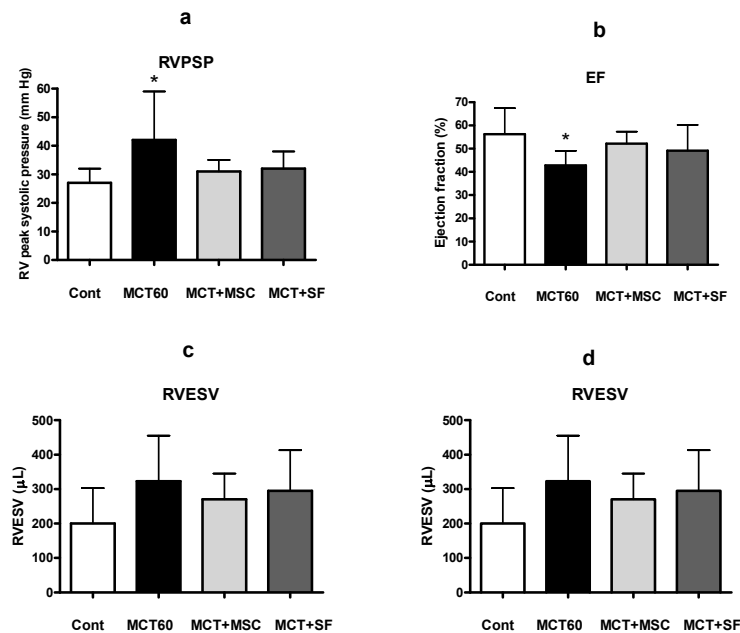 a
RVPSP
RV peak systolic pressure (mm Hg)
60
50
40
30
20
10
0
*
Cont MCT60 MCT+MSC MCT+SF
b
EF
Ejection fraction (%)
70
60
50
40
30
20
10
0
*
Cont MCT60 MCT+MSC MCT+SF
c
RVESV
RVESV (μL)
500
400
300
200
100
0
Cont MCT60 MCT+MSC MCT+SF
d
RVESV
RVESV (μL)
500
400
300
200
100
0
Cont MCT60 MCT+MSC MCT+SF